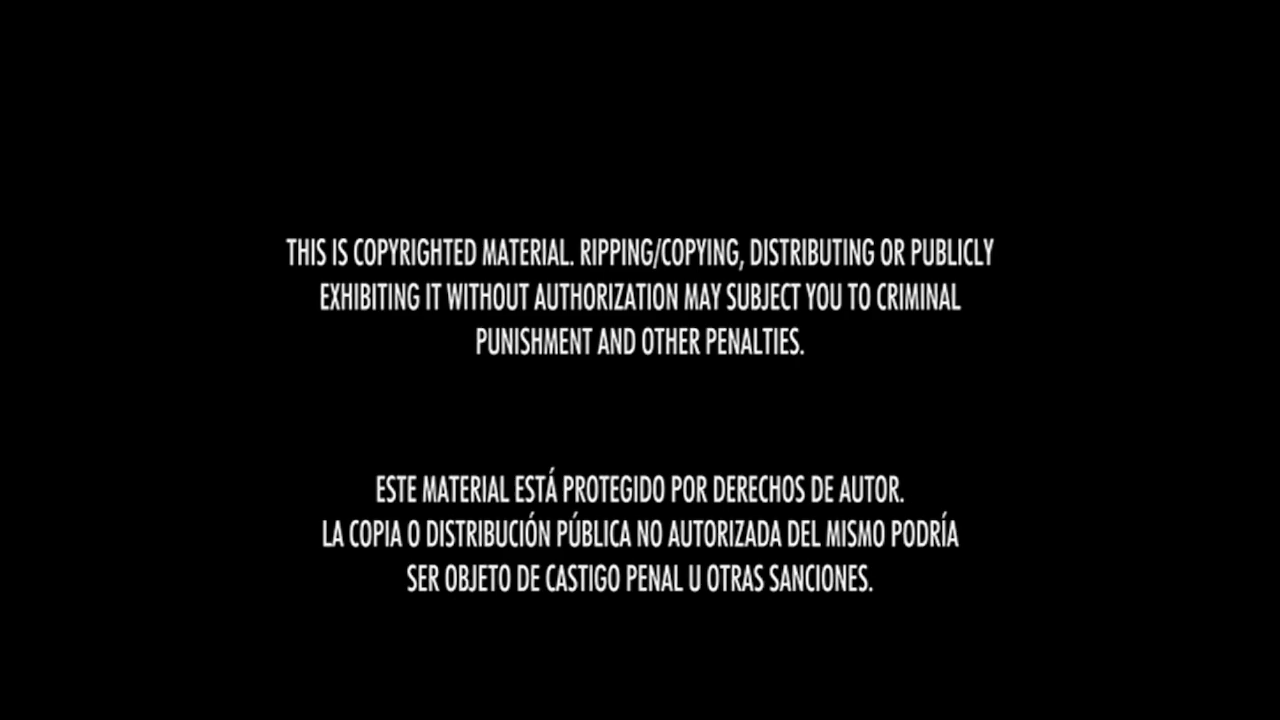 THIS IS COPYRIGHTED MATERIAL. RIPPING/COPYING, DISTRIBUTING OR PUBLICLY
EXHIBITING IT WITHOUT AUTHORIZATION MAY SUBJECT YOU TO CRIMINAL
PUNISHMENT AND OTHER PENALTIES.
ESTE MATERIAL ESTÁ PROTEGIDO POR DERECHOS DE AUTOR.
LA COPIA O DISTRIBUCIÓN PÚBLICA NO AUTORIZADA DEL MISMO PODRÍA
SER OBJETO DE CASTIGO PENAL U OTRAS SANCIONES.